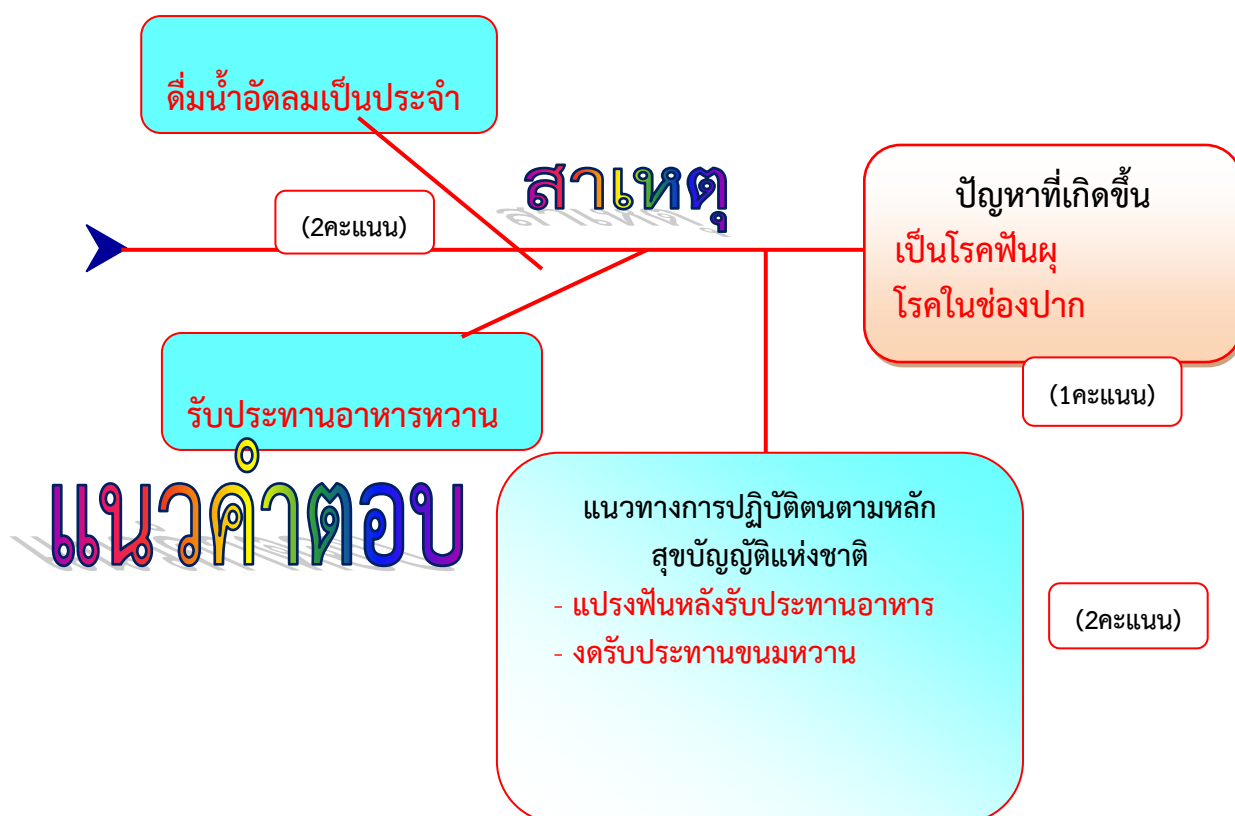 ดื่มน้ำอัดลมเป็นประจำ
สาเหตุ
(2คะแนน)
ปัญหาที่เกิดขึ้น
เป็นโรคฟันผุ
โรคในช่องปาก
(1คะแนน)
รับประทานอาหารหวาน
แนวคำตอบ
แนวทางการปฏิบัติตนตามหลัก
สุขบัญญัติแห่งชาติ
- แปรงฟันหลังรับประทานอาหาร
- งดรับประทานขนมหวาน
(2คะแนน)